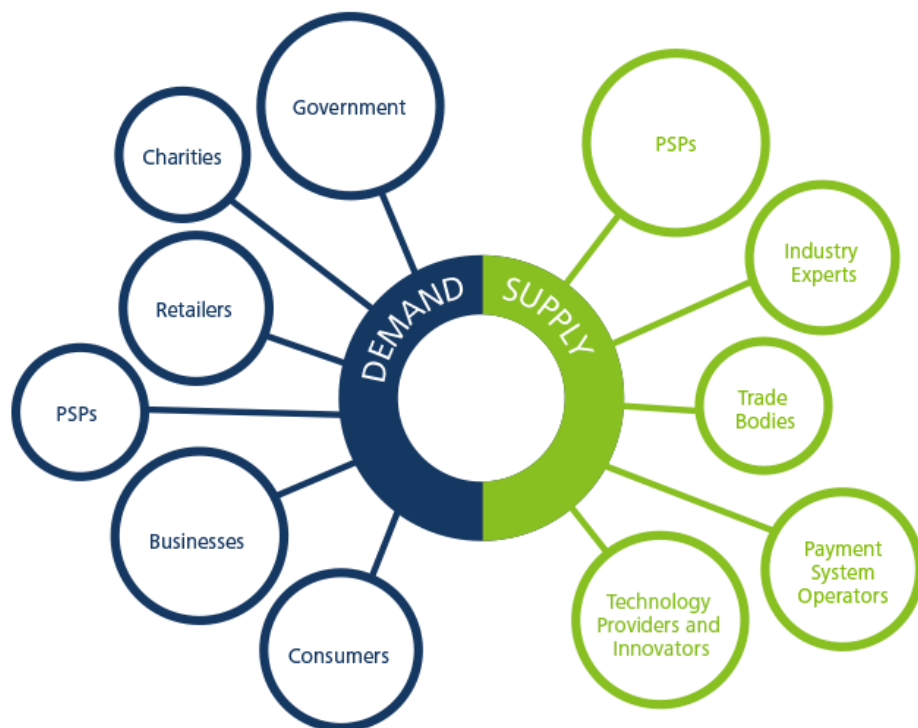 Government
Charities
Retailers
PSPs
Businesses
Consumers
DEMAND
SUPPLY
PSPs
Industry
Experts
Trade
Bodies
Payment
System
Operators
Technology
Providers and
Innovators